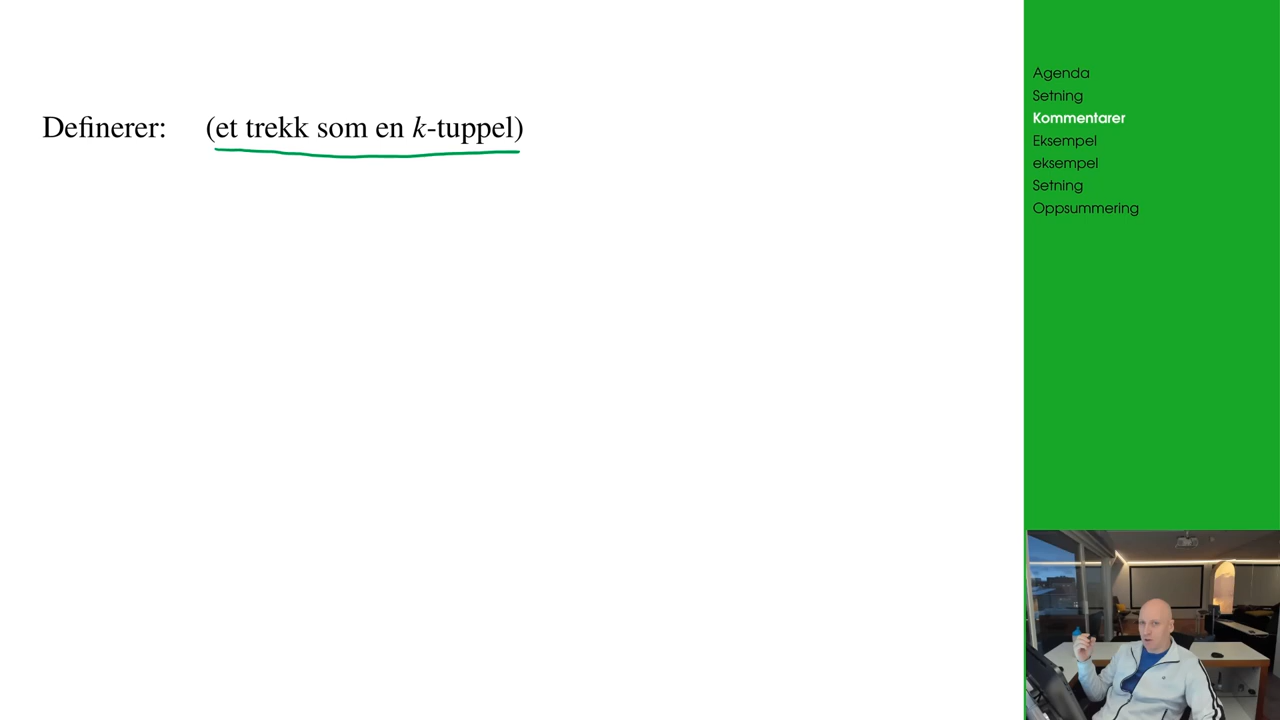 Definerer: (et trekk som en k-tuppel)
Agenda
Setning
Kommentarer
Eksempel
eksempel
Setning
Oppsummering